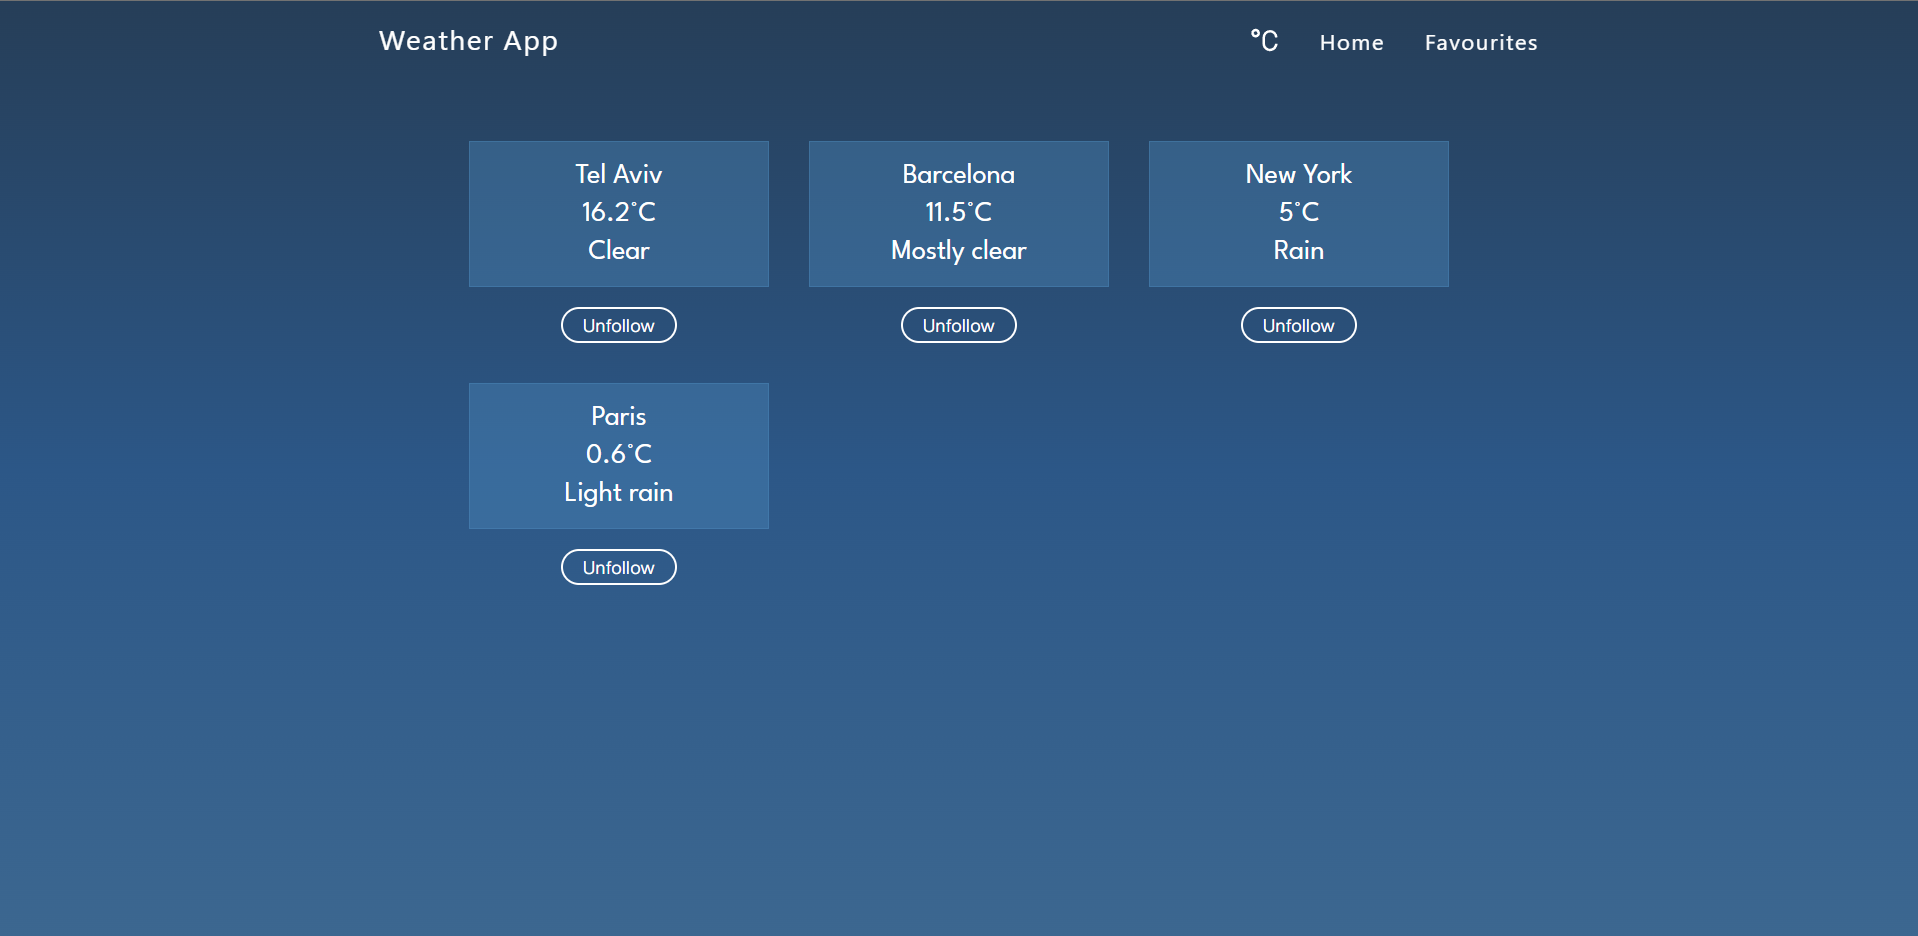 Weather App
°C Home Favourites
Tel Aviv
16.2°C
Clear
Unfollow
Barcelona
11.5°C
Mostly clear
Unfollow
New York
5°C
Rain
Unfollow
Paris
0.6°C
Light rain
Unfollow